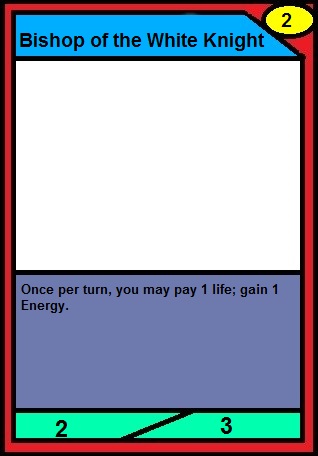 Bishop of the White Knight
2
Once per turn, you may pay 1 life; gain 1
Energy.
2
3